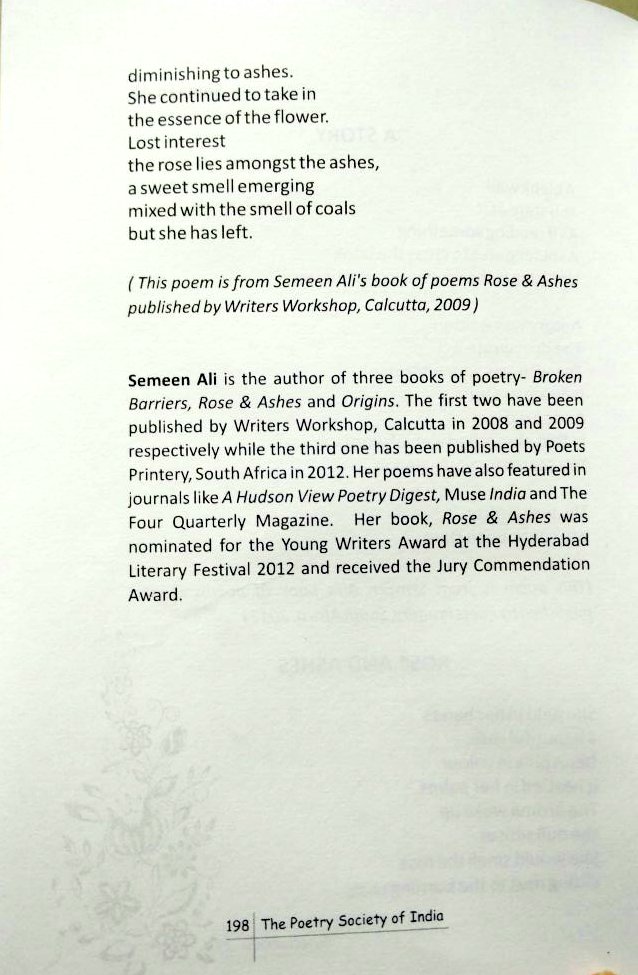 diminishing to ashes.
She continued to take in
the essence of the flower.
Lost interest
the rose lies amongst the ashes,
a sweet smell emerging
mixed with the smell of coals
but she has left.
( This poem is from Semeen Ali's book of poems Rose & Ashes
published by Writers Workshop, Calcutta, 2009 )
Semeen Ali is the author of three books of poetry- Broken
Barriers, Rose & Ashes and Origins. The first two have been
published by Writers Workshop, Calcutta in 2008 and 2009
respectively while the third one has been published by Poets
Printery, South Africa in 2012. Her poems have also featured in
journals like A Hudson View Poetry Digest, Muse India and The
Four Quarterly Magazine. Her book, Rose & Ashes was
nominated for the Young Writers Award at the Hyderabad
Literary Festival 2012 and received the Jury Commendation
Award.
198 The Poetry Society of India